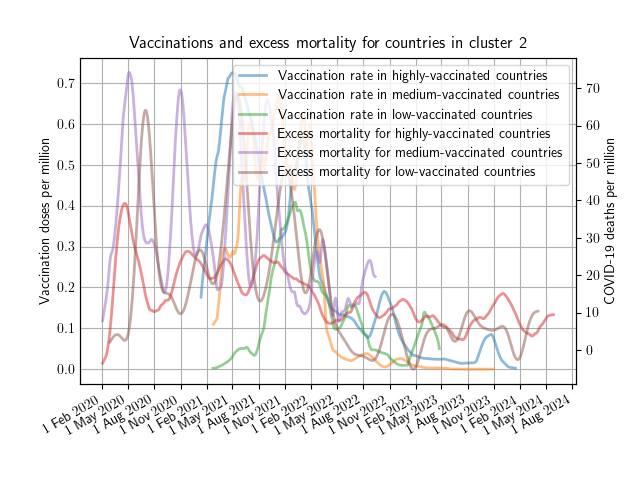 Vaccinations and excess mortality for countries in cluster 2
Vaccination rate in highly-vaccinated countries
Vaccination rate in medium-vaccinated countries
Vaccination rate in low-vaccinated countries
Excess mortality for highly-vaccinated countries
Excess mortality for medium-vaccinated countries
Excess mortality for low-vaccinated countries
Vaccination doses per million
0.7
0.6
0.5
0.4
0.3
0.2
0.1
0.0
COVID-19 deaths per million
70
60
50
40
30
20
10
0
1 Feb 2020
1 May 2020
1 Aug 2020
1 Nov 2020
1 Feb 2021
1 May 2021
1 Aug 2021
1 Nov 2021
1 Feb 2022
1 May 2022
1 Aug 2022
1 Nov 2022
1 Feb 2023
1 May 2023
1 Aug 2023
1 Nov 2023
1 Feb 2024
1 May 2024
1 Aug 2024